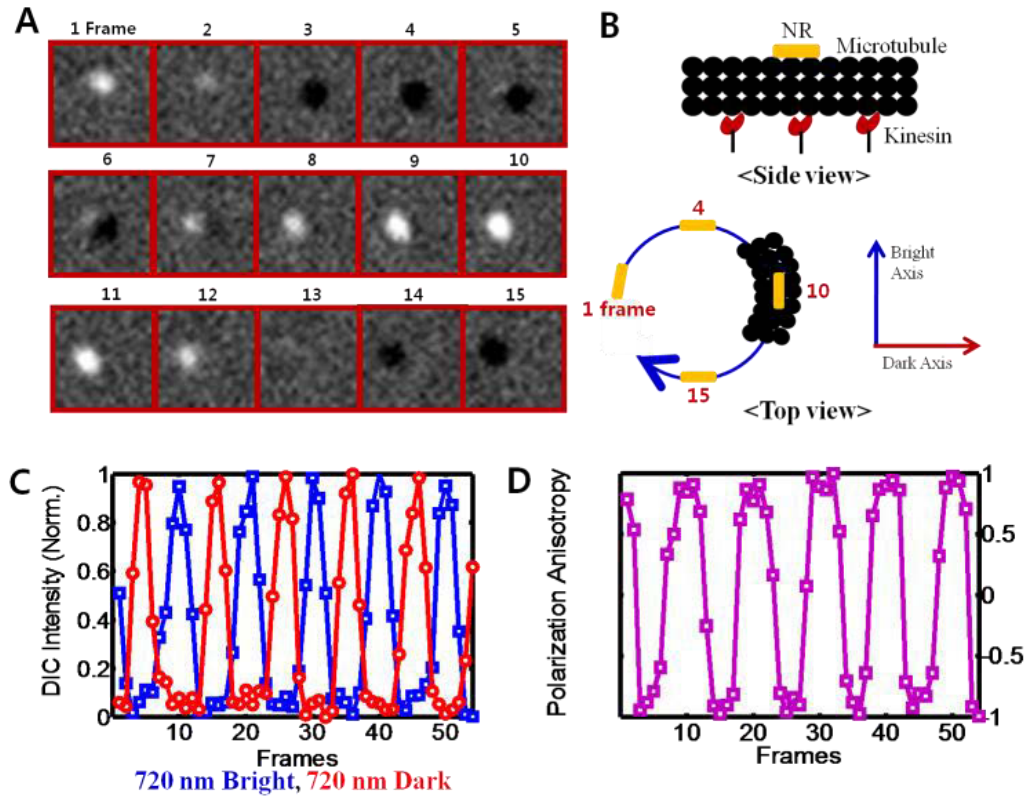 A
1 Frame 2 3 4 5
6 7 8 9 10
11 12 13 14 15
B
NR
Microtubule
Kinesin
<Side view>
4
10
1 frame
15
Bright
Axis
Dark Axis
<Top view>
C
DIC Intensity (Norm.)
1
0.8
0.6
0.4
0.2
0
10 20 30 40 50
Frames
720 nm Bright, 720 nm Dark
D
Polarization Anisotropy
1
0.5
0
-0.5
-1
10 20 30 40 50
Frames